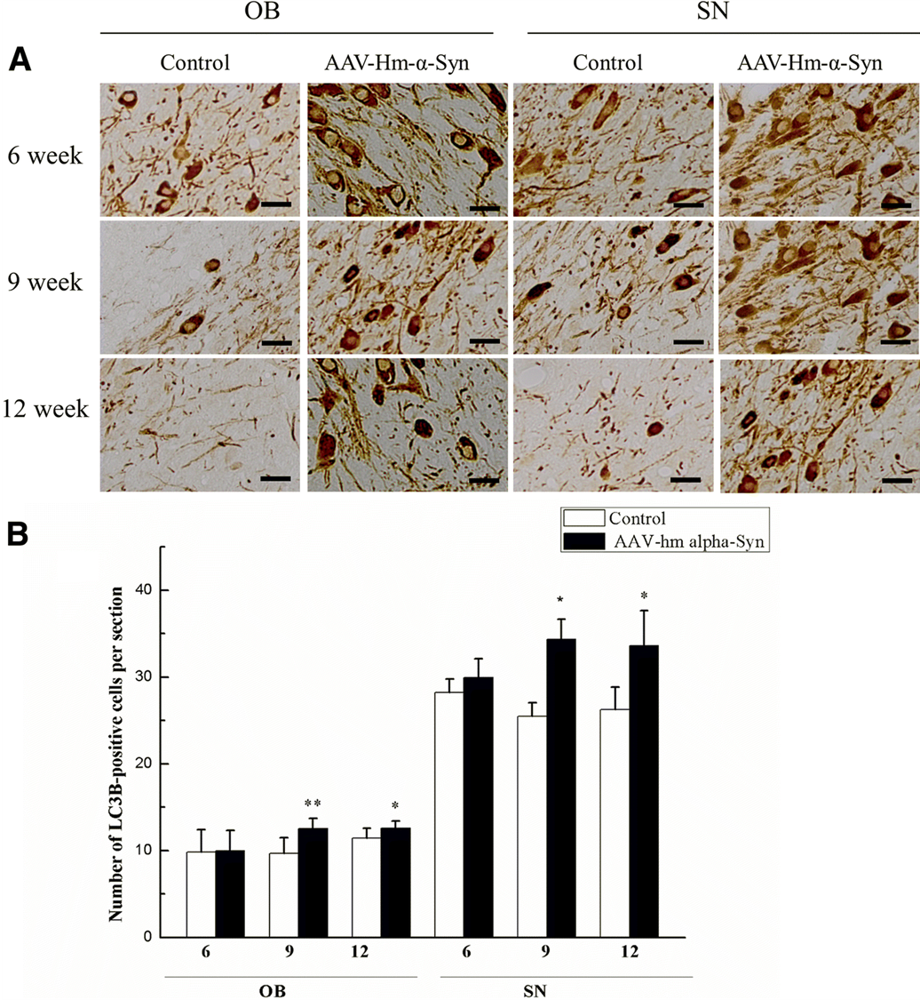 OB SN
A
Control AAV-Hm-α-Syn Control AAV-Hm-α-Syn
6 week
9 week
12 week
B
Control
AAV-hm alpha-Syn
Number of LC3B-positive cells per section
40
30
20
10
0
** * * *
6 9 12 6 9 12
OB SN